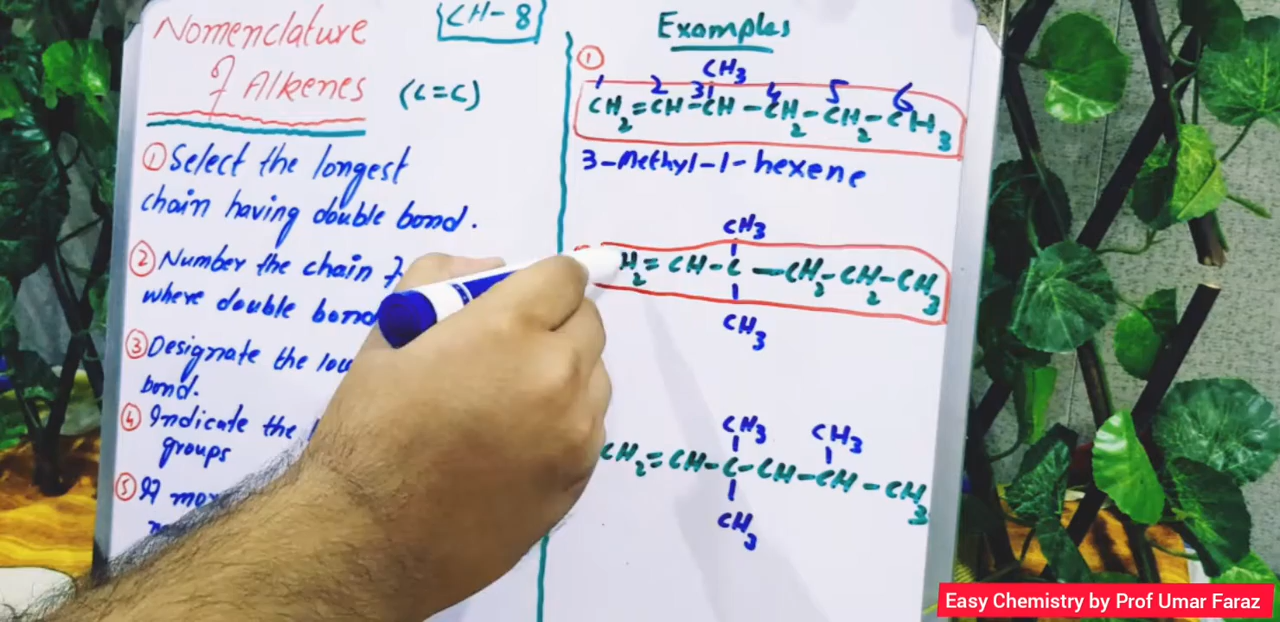 Nomenclature
of Alkenes
(C=C)
CH-8
① Select the longest
chain having double bond.
② Number the chain
where double bond
③ Designate the low
bond.
④ Indicate the
groups
⑤ If
Examples
①
CH3
1 2 3 4 5 6
CH2=CH-CH-CH2-CH2-CH3
3-Methyl-1-hexene
CH3
H2=CH-C-CH2-CH2-CH3
CH3
CH3 CH3
CH2=CH-C-CH-CH-CH3
CH3
Easy Chemistry by Prof Umar Faraz